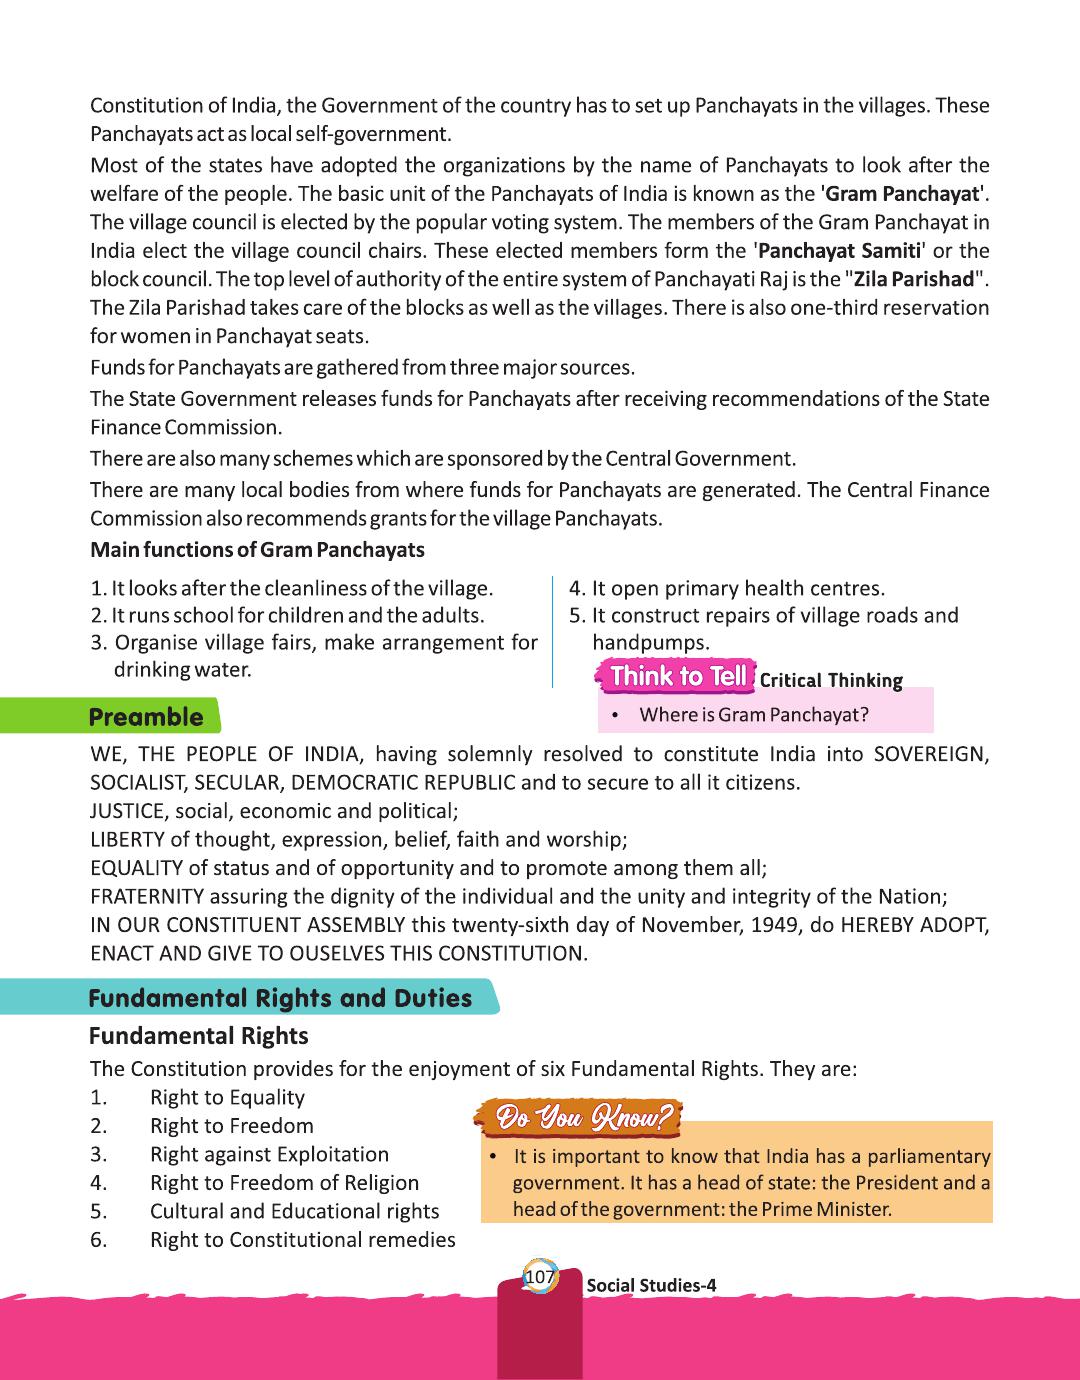 Constitution of India, the Government of the country has to set up Panchayats in the villages. These
Panchayats act as local self-government.
Most of the states have adopted the organizations by the name of Panchayats to look after the
welfare of the people. The basic unit of the Panchayats of India is known as the 'Gram Panchayat'.
The village council is elected by the popular voting system. The members of the Gram Panchayat in
India elect the village council chairs. These elected members form the 'Panchayat Samiti' or the
block council. The top level of authority of the entire system of Panchayati Raj is the "Zila Parishad".
The Zila Parishad takes care of the blocks as well as the villages. There is also one-third reservation
for women in Panchayat seats.
Funds for Panchayats are gathered from three major sources.
The State Government releases funds for Panchayats after receiving recommendations of the State
Finance Commission.
There are also many schemes which are sponsored by the Central Government.
There are many local bodies from where funds for Panchayats are generated. The Central Finance
Commission also recommends grants for the village Panchayats.
Main functions of Gram Panchayats
1. It looks after the cleanliness of the village.
2. It runs school for children and the adults.
3. Organise village fairs, make arrangement for
drinking water.
4. It open primary health centres.
5. It construct repairs of village roads and
handpumps.
Think to Tell Critical Thinking
• Where is Gram Panchayat?
Preamble
WE, THE PEOPLE OF INDIA, having solemnly resolved to constitute India into SOVEREIGN,
SOCIALIST, SECULAR, DEMOCRATIC REPUBLIC and to secure to all it citizens.
JUSTICE, social, economic and political;
LIBERTY of thought, expression, belief, faith and worship;
EQUALITY of status and of opportunity and to promote among them all;
FRATERNITY assuring the dignity of the individual and the unity and integrity of the Nation;
IN OUR CONSTITUENT ASSEMBLY this twenty-sixth day of November, 1949, do HEREBY ADOPT,
ENACT AND GIVE TO OUSELVES THIS CONSTITUTION.
Fundamental Rights and Duties
Fundamental Rights
The Constitution provides for the enjoyment of six Fundamental Rights. They are:
1. Right to Equality
2. Right to Freedom
3. Right against Exploitation
4. Right to Freedom of Religion
5. Cultural and Educational rights
6. Right to Constitutional remedies
Do You Know?
• It is important to know that India has a parliamentary
government. It has a head of state: the President and a
head of the government: the Prime Minister.
107
Social Studies-4